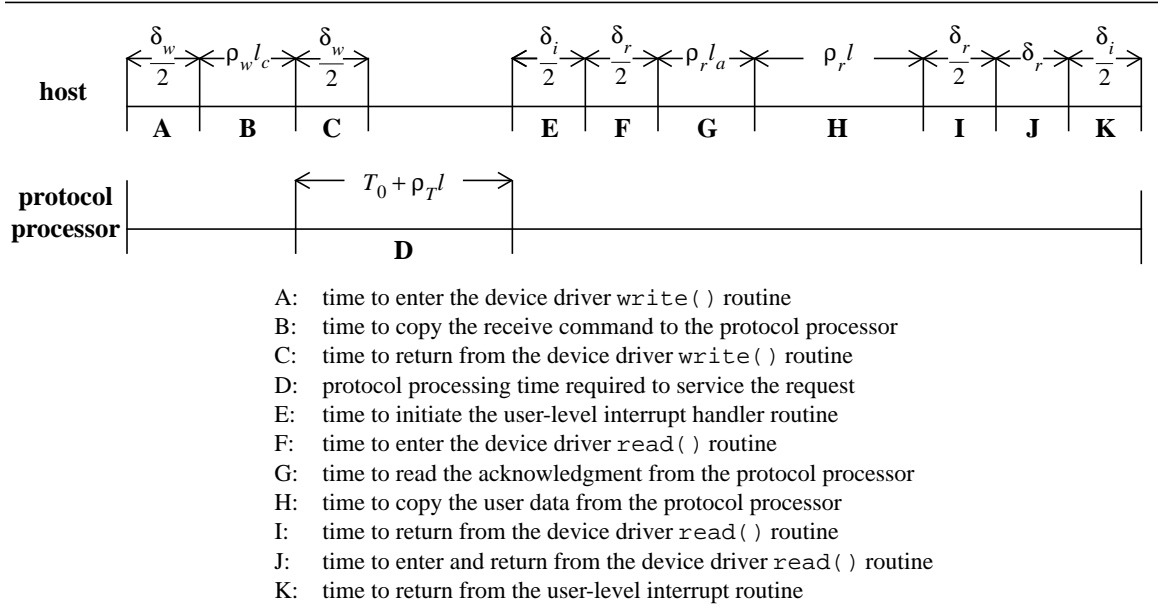 δw/2 ρw lc δw/2 δi/2 δr/2 ρr la ρr l δr/2 δr δi/2
host
A B C E F G H I J K
T0 + ρT l
protocol
processor
D
A: time to enter the device driver write() routine
B: time to copy the receive command to the protocol processor
C: time to return from the device driver write() routine
D: protocol processing time required to service the request
E: time to initiate the user-level interrupt handler routine
F: time to enter the device driver read() routine
G: time to read the acknowledgment from the protocol processor
H: time to copy the user data from the protocol processor
I: time to return from the device driver read() routine
J: time to enter and return from the device driver read() routine
K: time to return from the user-level interrupt routine